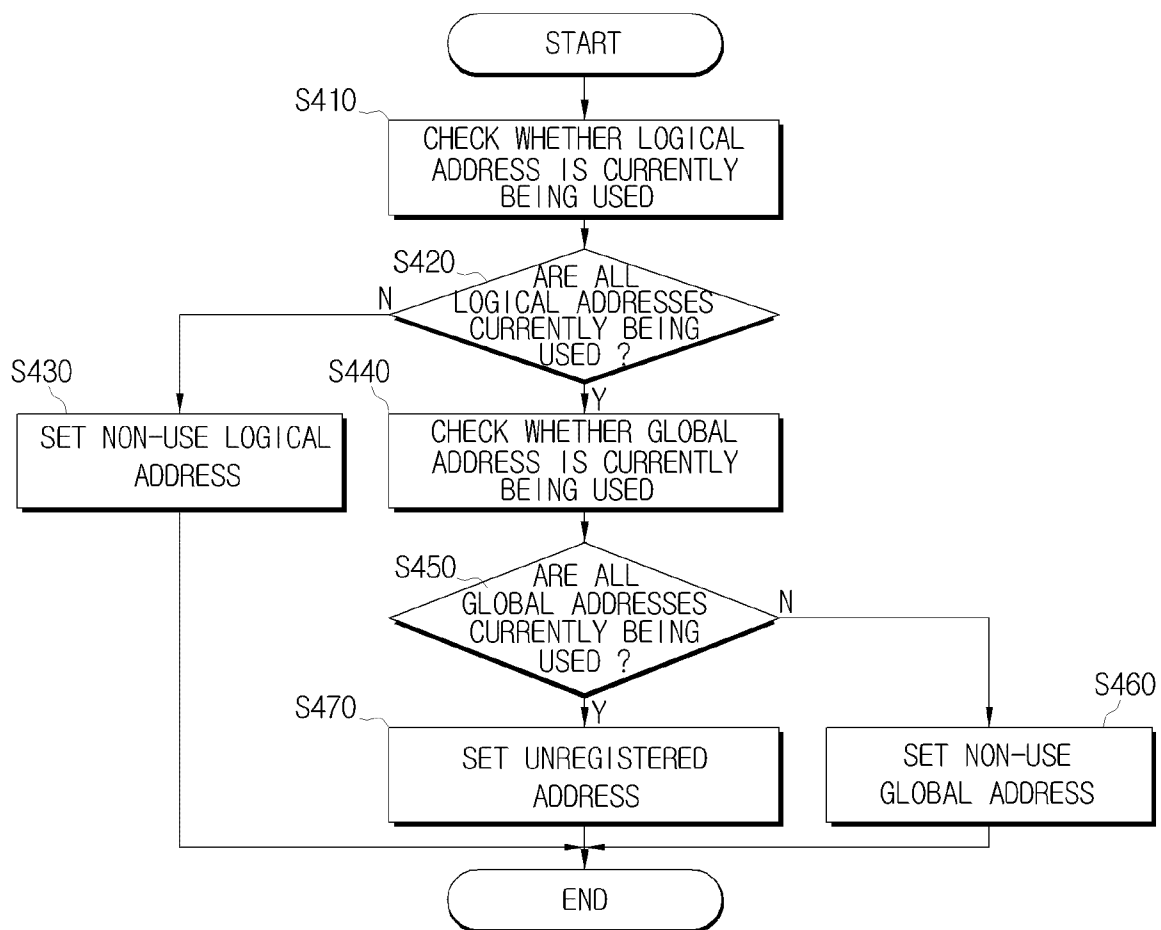 START
S410
CHECK WHETHER LOGICAL
ADDRESS IS CURRENTLY
BEING USED
S420
ARE ALL
LOGICAL ADDRESSES
CURRENTLY BEING
USED ?
N
Y
S430
SET NON-USE LOGICAL
ADDRESS
S440
CHECK WHETHER GLOBAL
ADDRESS IS CURRENTLY
BEING USED
S450
ARE ALL
GLOBAL ADDRESSES
CURRENTLY BEING
USED ?
N
Y
S470
SET UNREGISTERED
ADDRESS
S460
SET NON-USE
GLOBAL ADDRESS
END